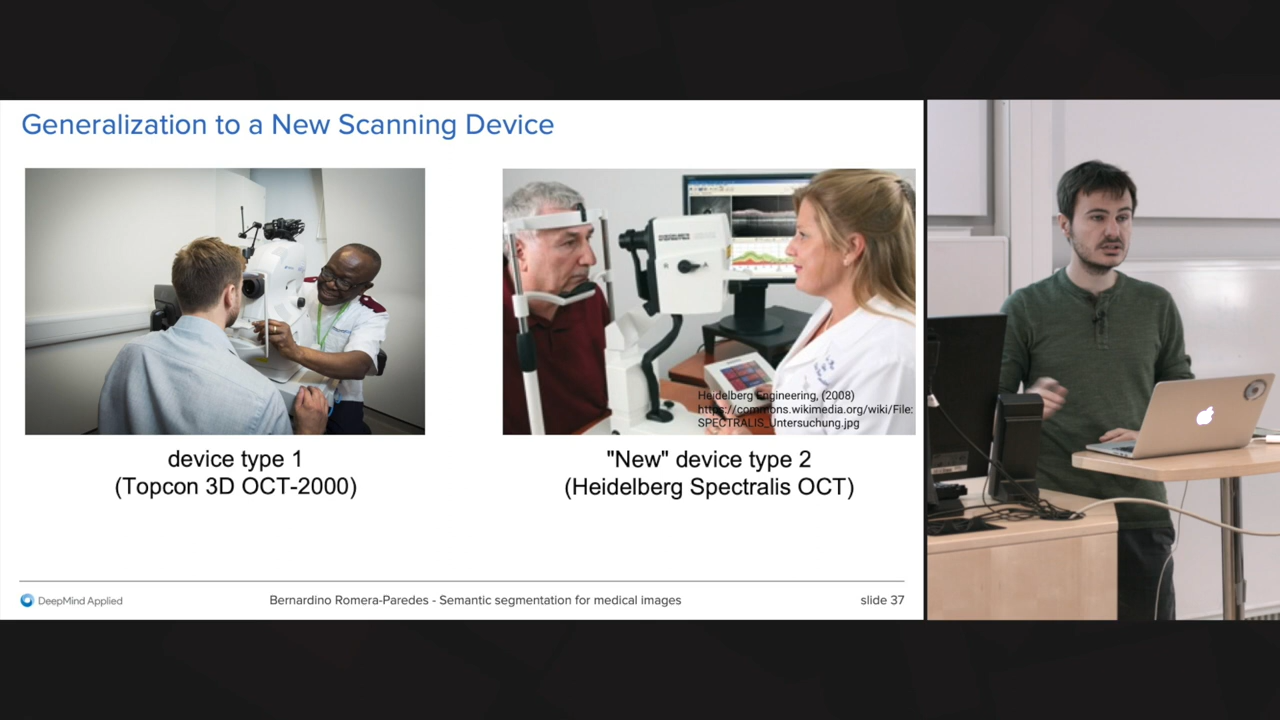 Generalization to a New Scanning Device
Heidelberg Engineering, (2008)
https://commons.wikimedia.org/wiki/File:
SPECTRALIS_Untersuchung.jpg
device type 1
(Topcon 3D OCT-2000)
"New" device type 2
(Heidelberg Spectralis OCT)
DeepMind Applied
Bernardino Romera-Paredes - Semantic segmentation for medical images
slide 37